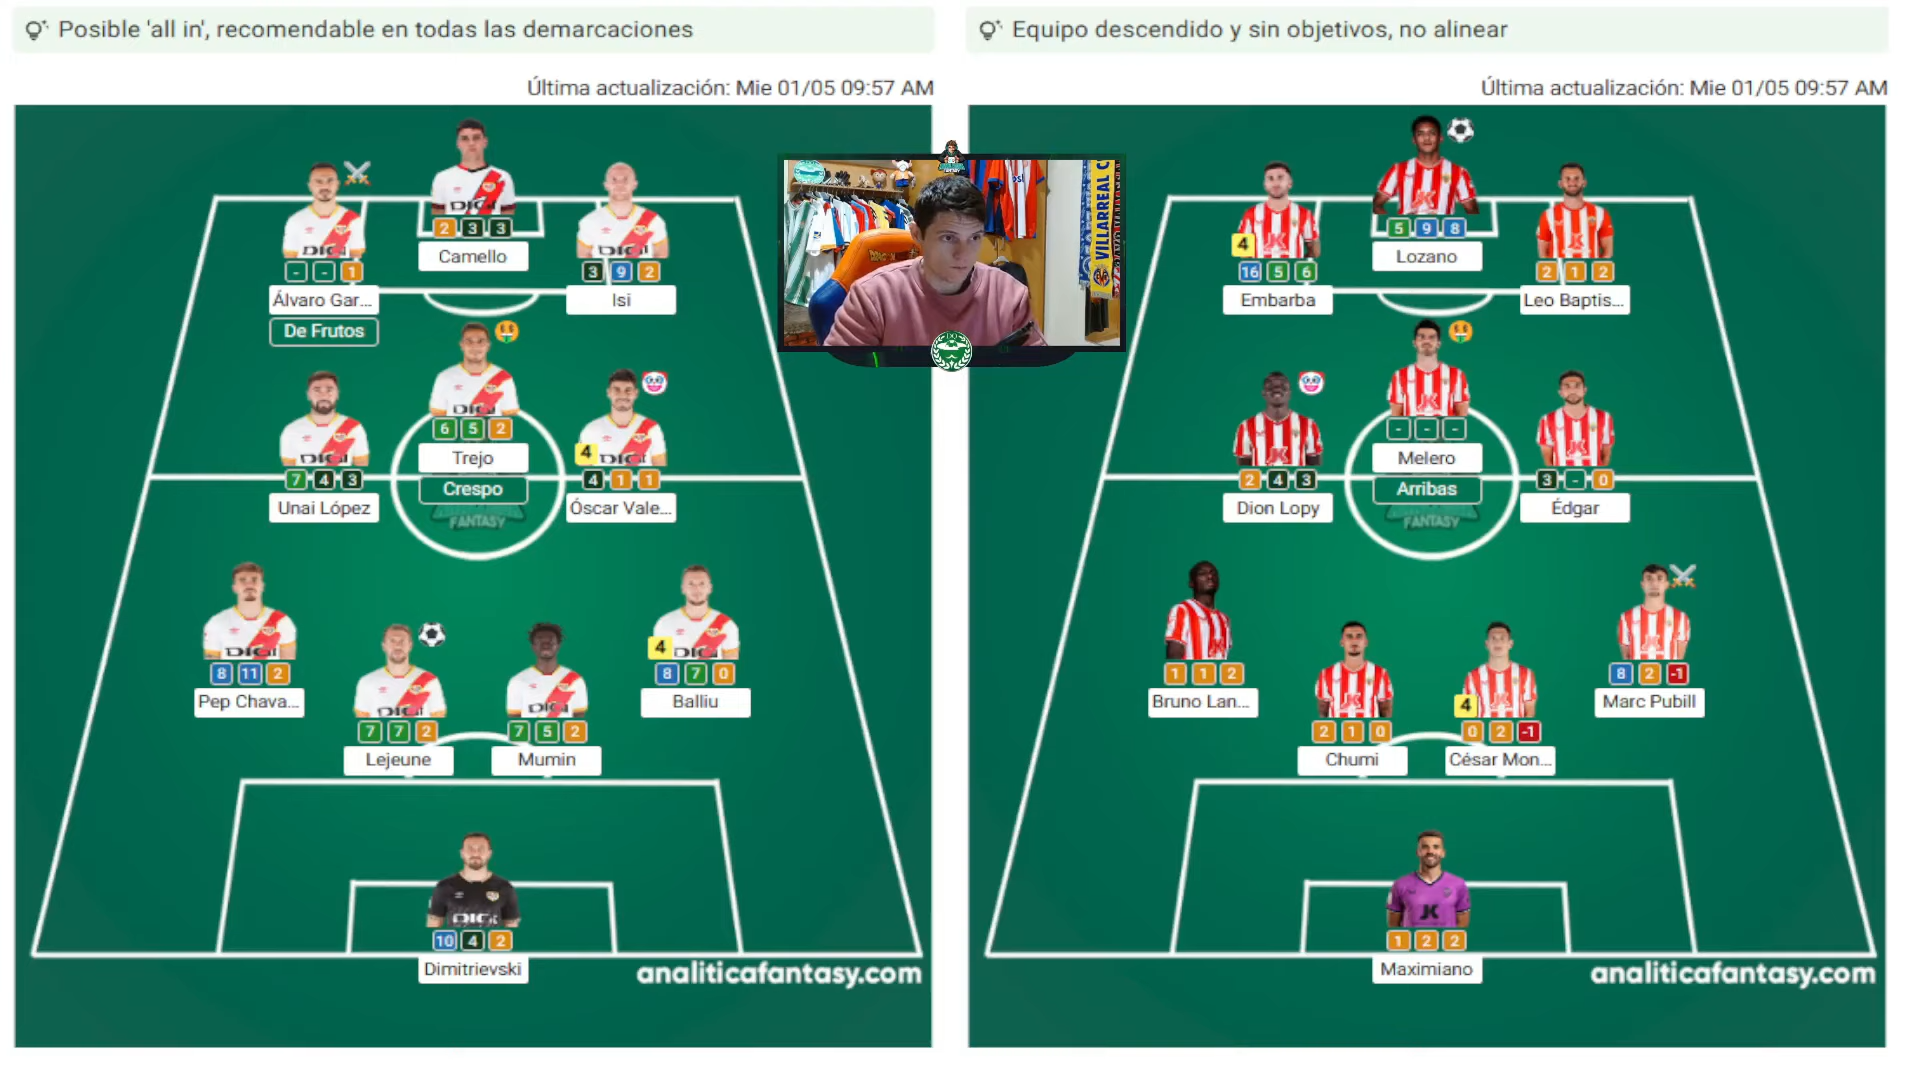 Posible 'all in', recomendable en todas las demarcaciones
Última actualización: Mie 01/05 09:57 AM
2 3 3
Camello
- - 1
Álvaro Gar...
De Frutos
3 9 2
Isi
6 5 2
Trejo
Crespo
7 4 3
Unai López
4
4 1 1
Óscar Vale...
FANTASY
8 11 2
Pep Chava...
7 7 2
Lejeune
7 5 2
Mumin
4
8 7 0
Balliu
10 4 2
Dimitrievski
analiticafantasy.com
VILLARREAL C
Equipo descendido y sin objetivos, no alinear
Última actualización: Mie 01/05 09:57 AM
5 9 8
Lozano
4
16 5 6
Embarba
2 1 2
Leo Baptis...
- - -
Melero
Arribas
2 4 3
Dion Lopy
3 - 0
Édgar
FANTASY
1 1 2
Bruno Lan...
2 1 0
Chumi
4
0 2 -1
César Mon...
8 2 -1
Marc Pubill
1 2 2
Maximiano
analiticafantasy.com